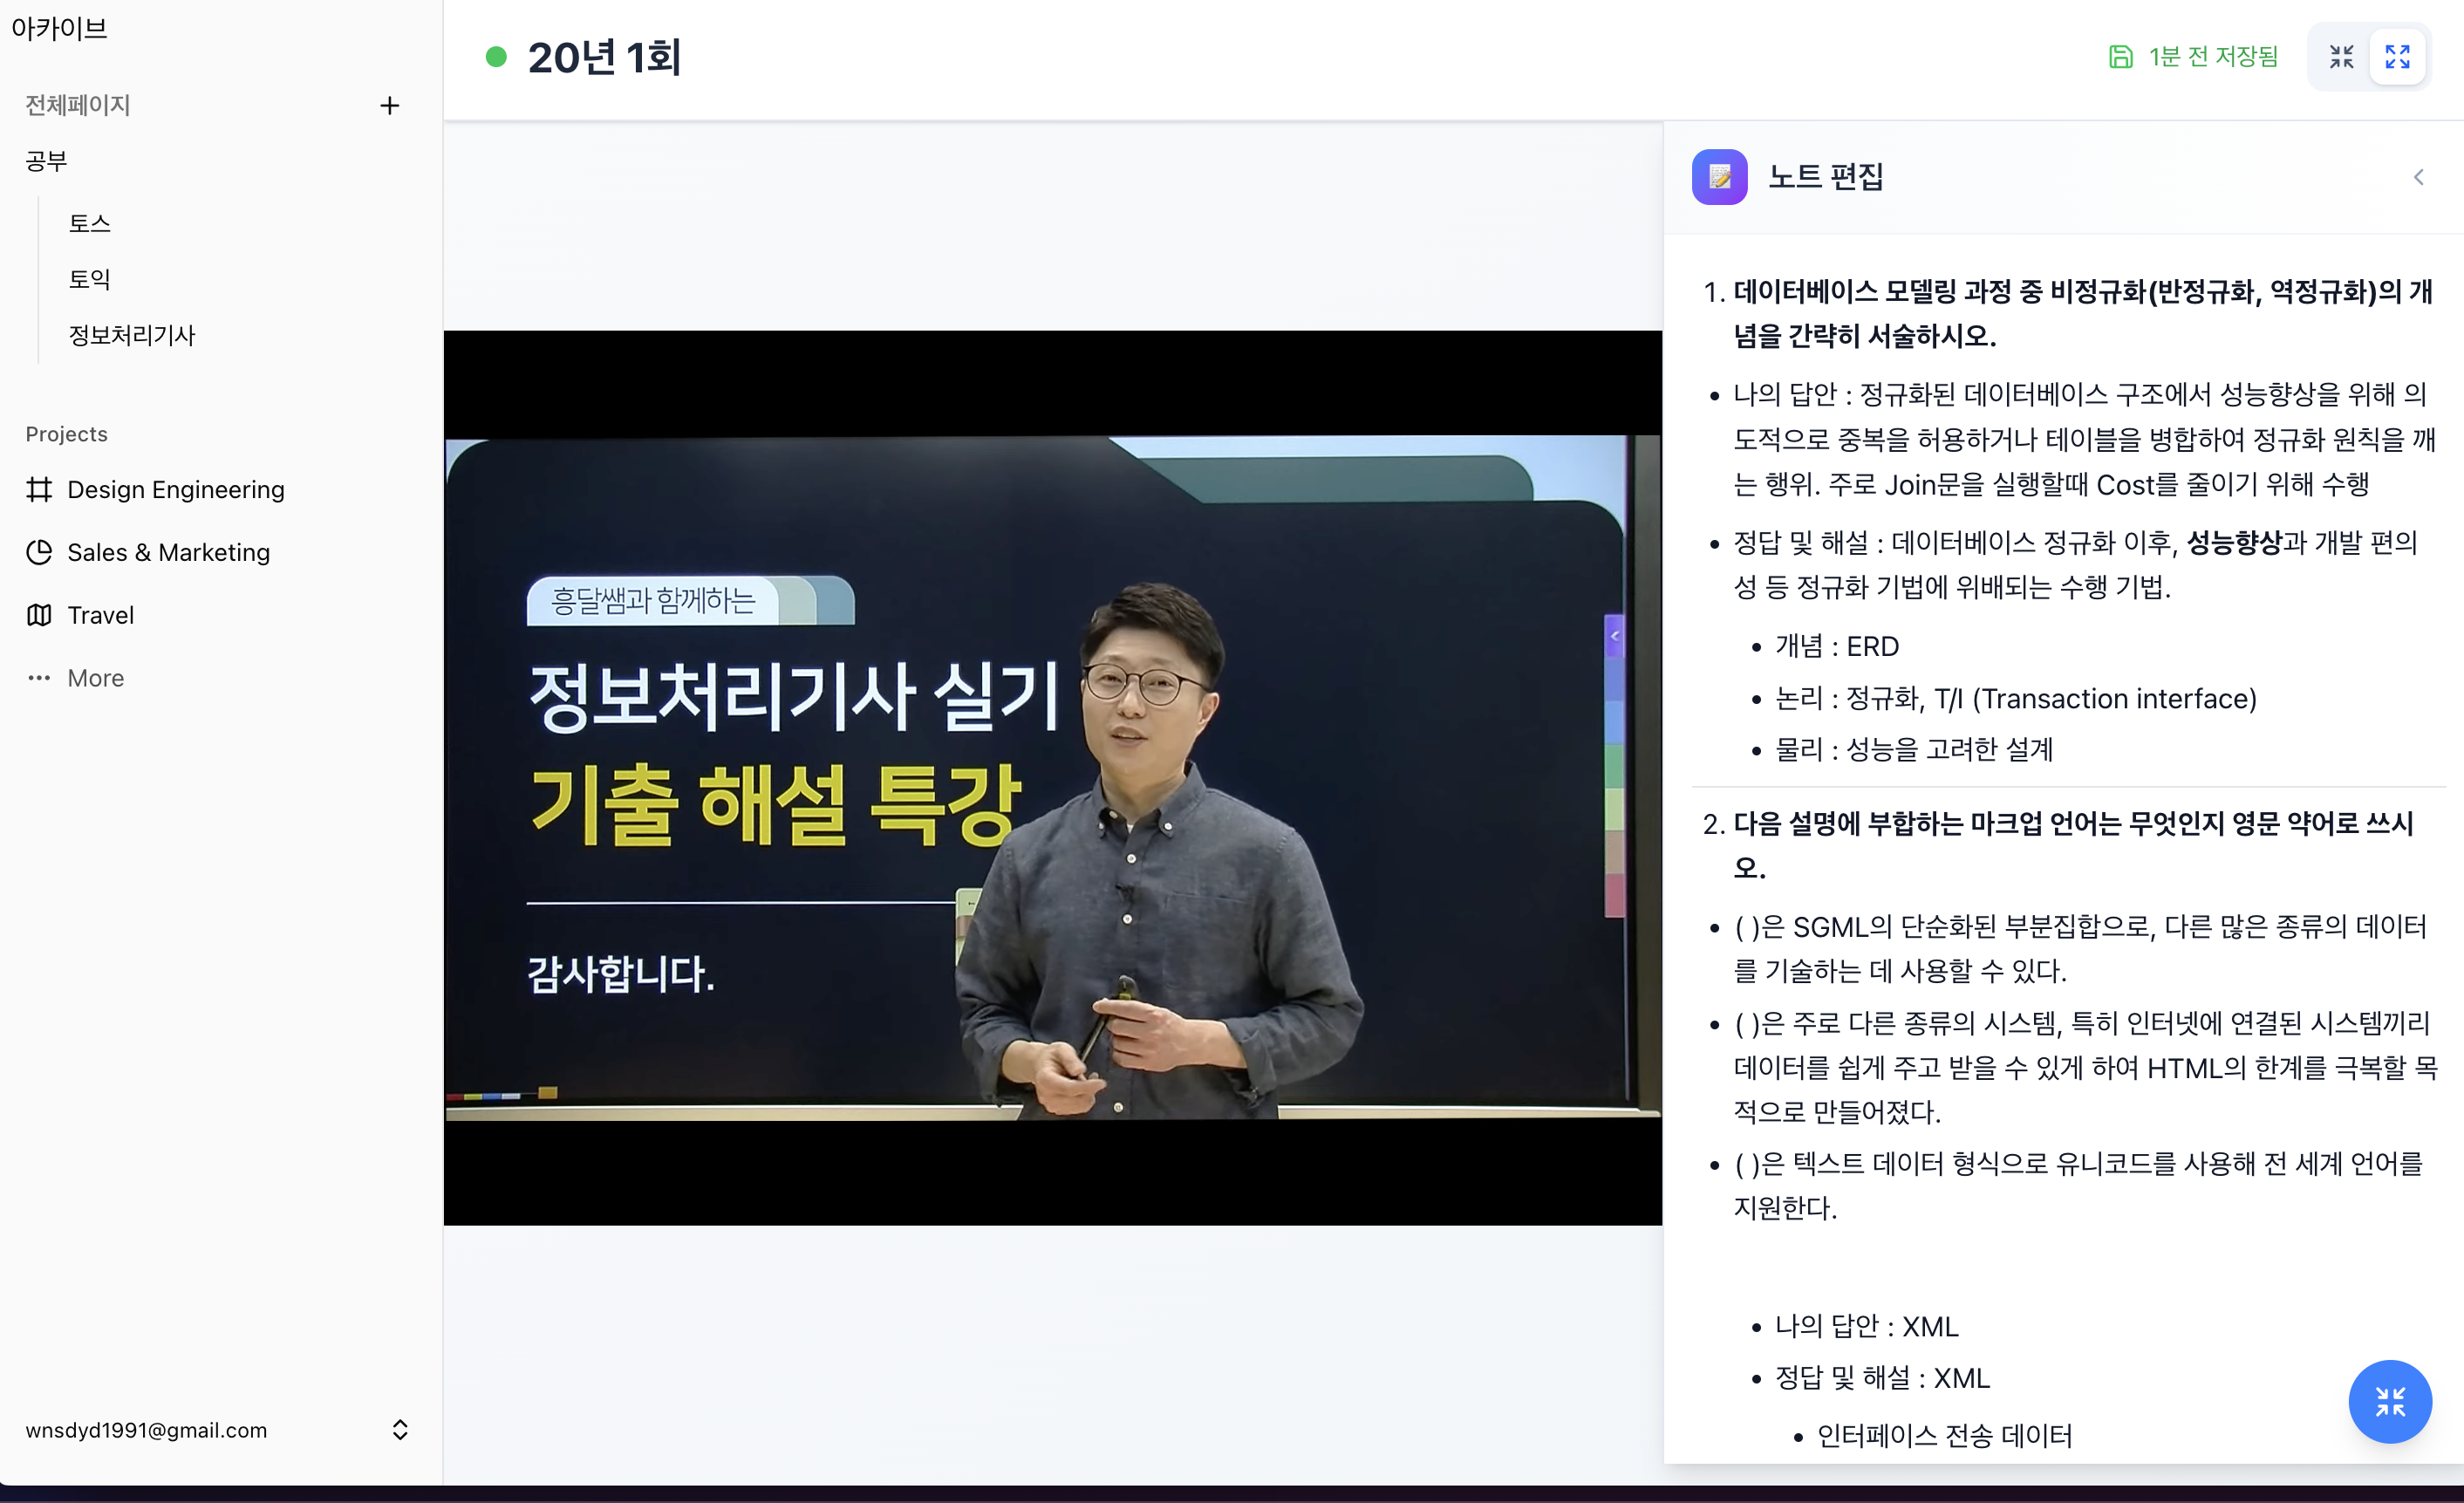 아카이브
전체페이지
공부
토스
토익
정보처리기사
Projects
Design Engineering
Sales & Marketing
Travel
More
wnsdyd1991@gmail.com
20년 1회
1분 전 저장됨
흥달쌤과 함께하는
정보처리기사 실기
기출 해설 특강
감사합니다.
노트 편집
1. 데이터베이스 모델링 과정 중 비정규화(반정규화, 역정규화)의 개
념을 간략히 서술하시오.
• 나의 답안 : 정규화된 데이터베이스 구조에서 성능향상을 위해 의
도적으로 중복을 허용하거나 테이블을 병합하여 정규화 원칙을 깨
는 행위. 주로 Join문을 실행할때 Cost를 줄이기 위해 수행
• 정답 및 해설 : 데이터베이스 정규화 이후, 성능향상과 개발 편의
성 등 정규화 기법에 위배되는 수행 기법.
• 개념 : ERD
• 논리 : 정규화, T/I (Transaction interface)
• 물리 : 성능을 고려한 설계
2. 다음 설명에 부합하는 마크업 언어는 무엇인지 영문 약어로 쓰시
오.
• ( )은 SGML의 단순화된 부분집합으로, 다른 많은 종류의 데이터
를 기술하는 데 사용할 수 있다.
• ( )은 주로 다른 종류의 시스템, 특히 인터넷에 연결된 시스템끼리
데이터를 쉽게 주고 받을 수 있게 하여 HTML의 한계를 극복할 목
적으로 만들어졌다.
• ( )은 텍스트 데이터 형식으로 유니코드를 사용해 전 세계 언어를
지원한다.
• 나의 답안 : XML
• 정답 및 해설 : XML
• 인터페이스 전송 데이터